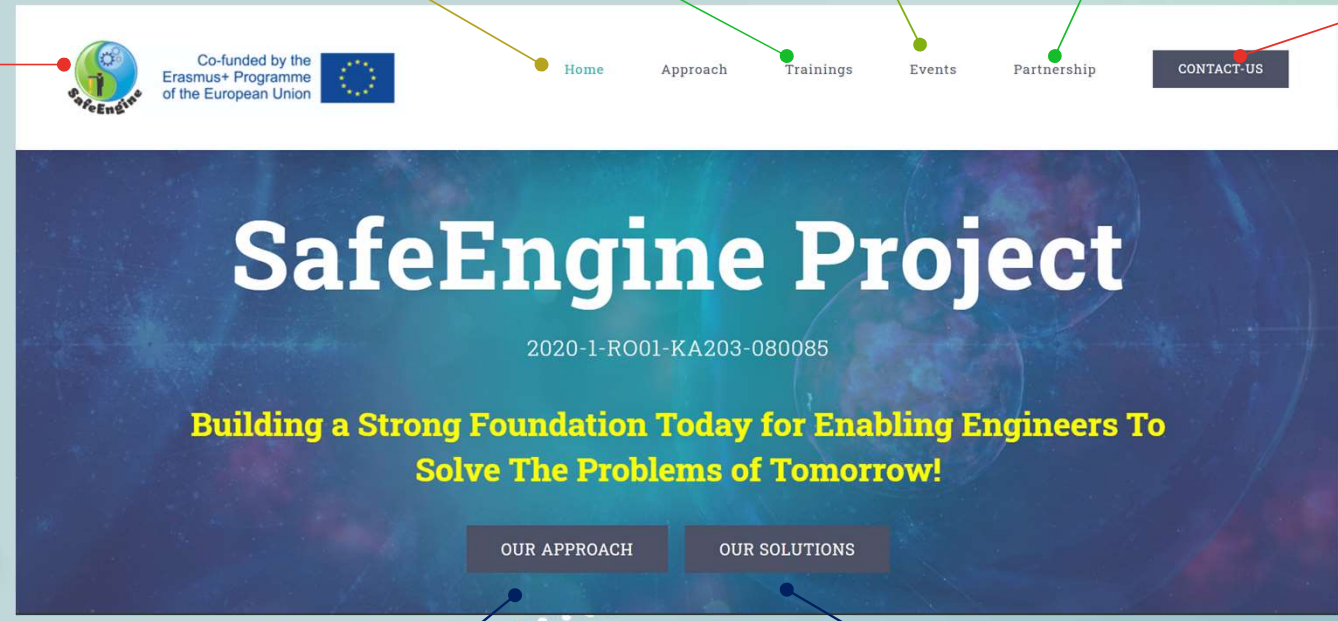 SafeEngine
Co-funded by the
Erasmus+ Programme
of the European Union
Home Approach Trainings Events Partnership CONTACT-US
SafeEngine Project
2020-1-RO01-KA203-080085
Building a Strong Foundation Today for Enabling Engineers To
Solve The Problems of Tomorrow!
OUR APPROACH OUR SOLUTIONS